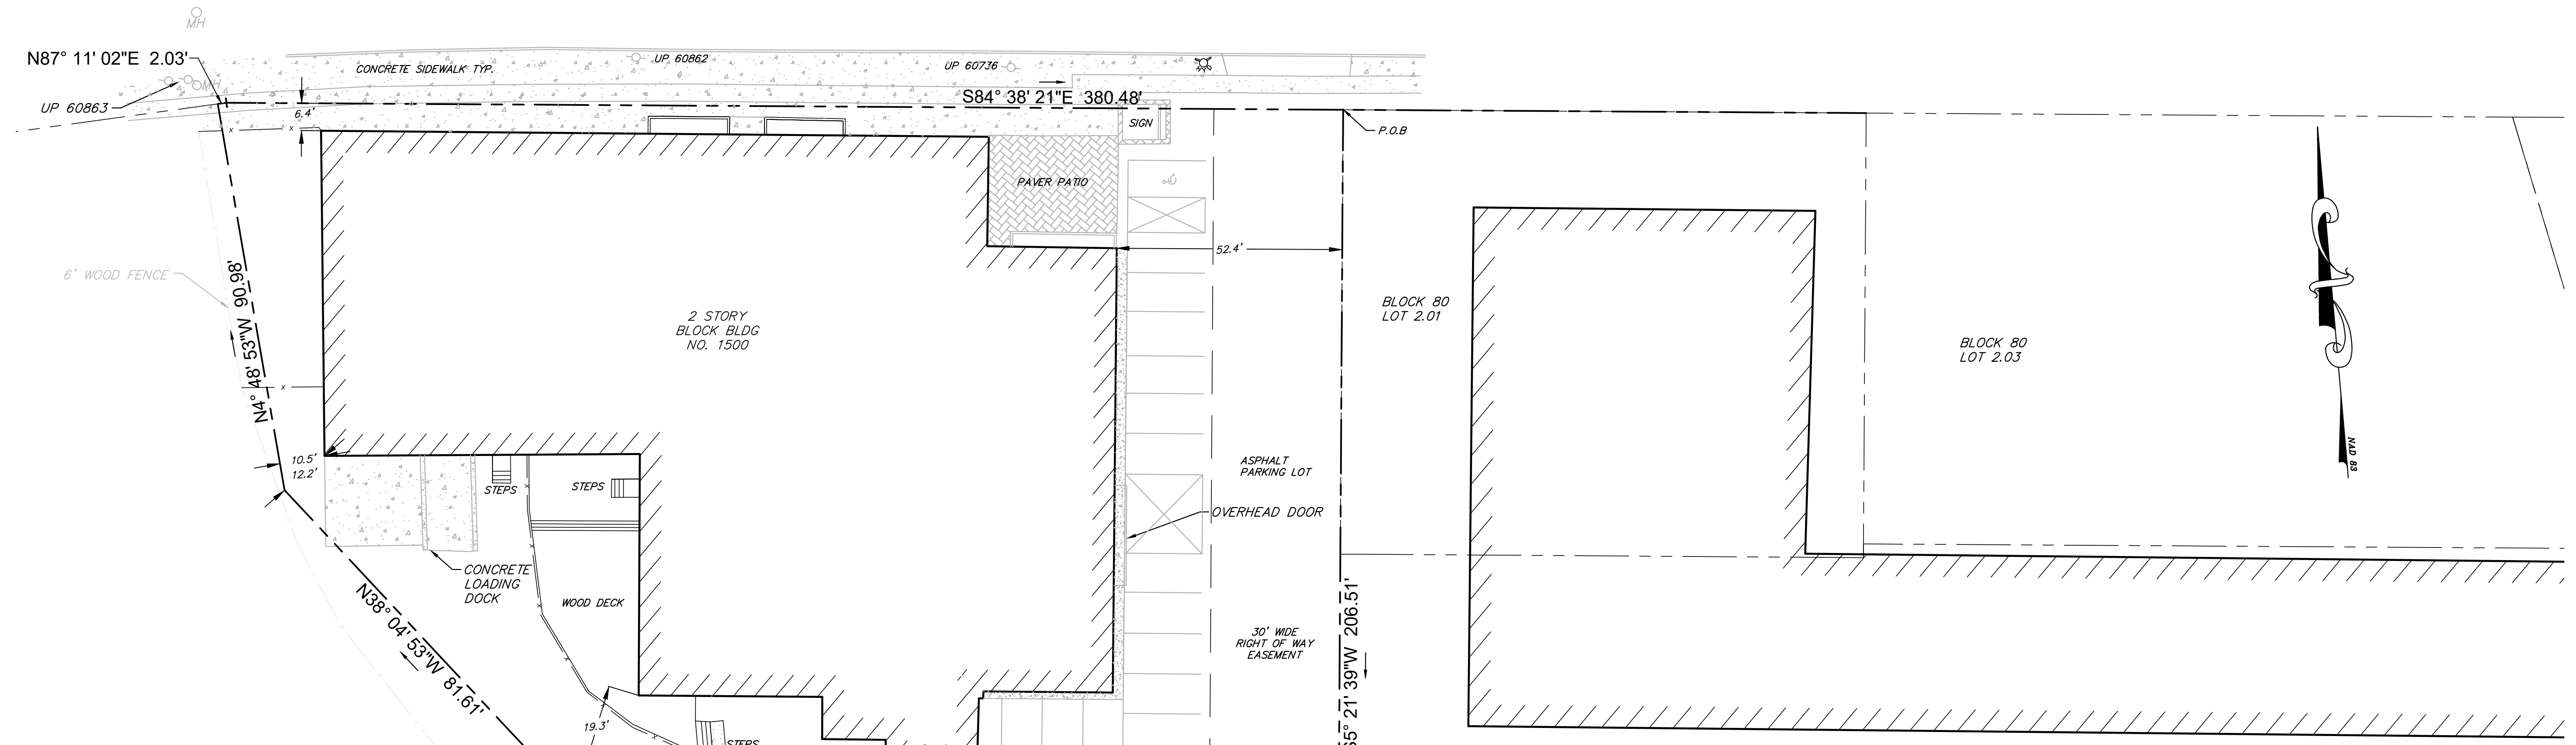 MH
N87° 11' 02"E 2.03'
CONCRETE SIDEWALK TYP.
UP 60862
UP 60736
MH
UP 60863
S84° 38' 21"E 380.48'
6.4'
SIGN
P.O.B
x
x
PAVER PATIO
52.4'
6' WOOD FENCE
N4° 48' 53"W 90.98'
2 STORY
BLOCK BLDG
NO. 1500
BLOCK 80
LOT 2.01
BLOCK 80
LOT 2.03
x
NAD 83
10.5'
12.2'
STEPS
STEPS
ASPHALT
PARKING LOT
OVERHEAD DOOR
CONCRETE
LOADING
DOCK
WOOD DECK
N38° 04' 53"W 81.61'
30' WIDE
RIGHT OF WAY
EASEMENT
S5° 21' 39"W 206.51'
19.3'
STEPS